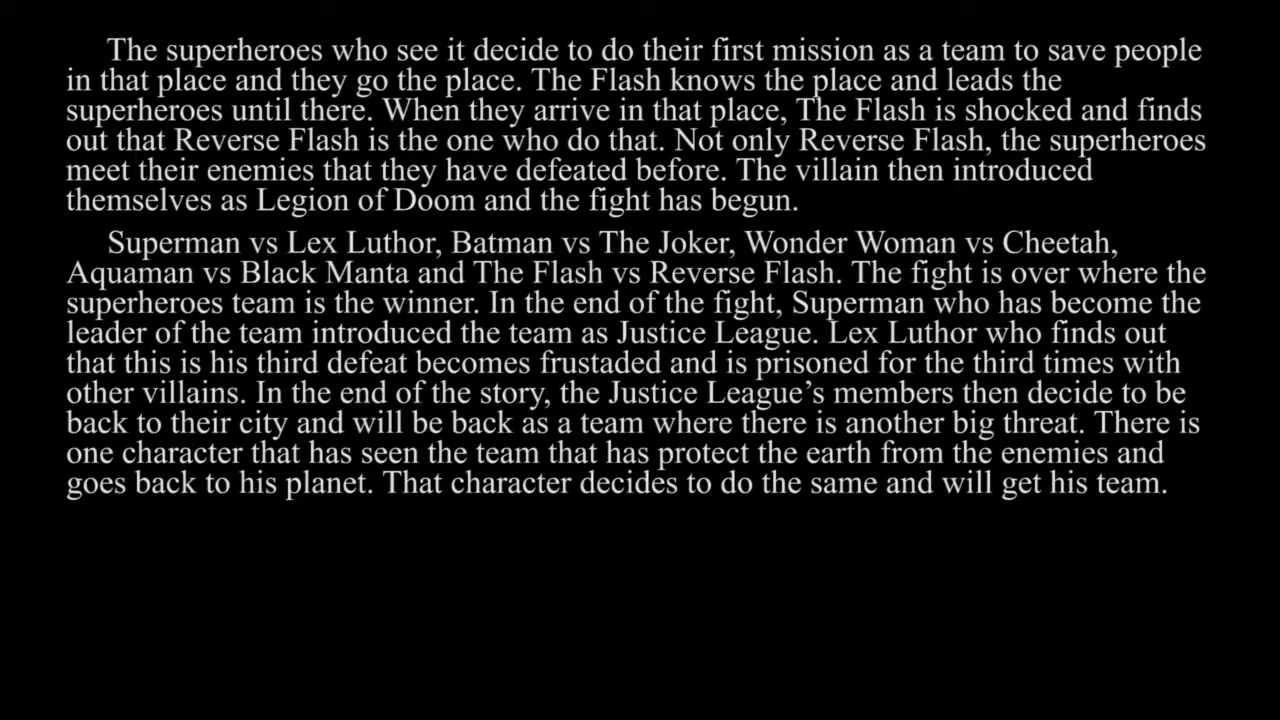 The superheroes who see it decide to do their first mission as a team to save people
in that place and they go the place. The Flash knows the place and leads the
superheroes until there. When they arrive in that place, The Flash is shocked and finds
out that Reverse Flash is the one who do that. Not only Reverse Flash, the superheroes
meet their enemies that they have defeated before. The villain then introduced
themselves as Legion of Doom and the fight has begun.
Superman vs Lex Luthor, Batman vs The Joker, Wonder Woman vs Cheetah,
Aquaman vs Black Manta and The Flash vs Reverse Flash. The fight is over where the
superheroes team is the winner. In the end of the fight, Superman who has become the
leader of the team introduced the team as Justice League. Lex Luthor who finds out
that this is his third defeat becomes frustaded and is prisoned for the third times with
other villains. In the end of the story, the Justice League’s members then decide to be
back to their city and will be back as a team where there is another big threat. There is
one character that has seen the team that has protect the earth from the enemies and
goes back to his planet. That character decides to do the same and will get his team.